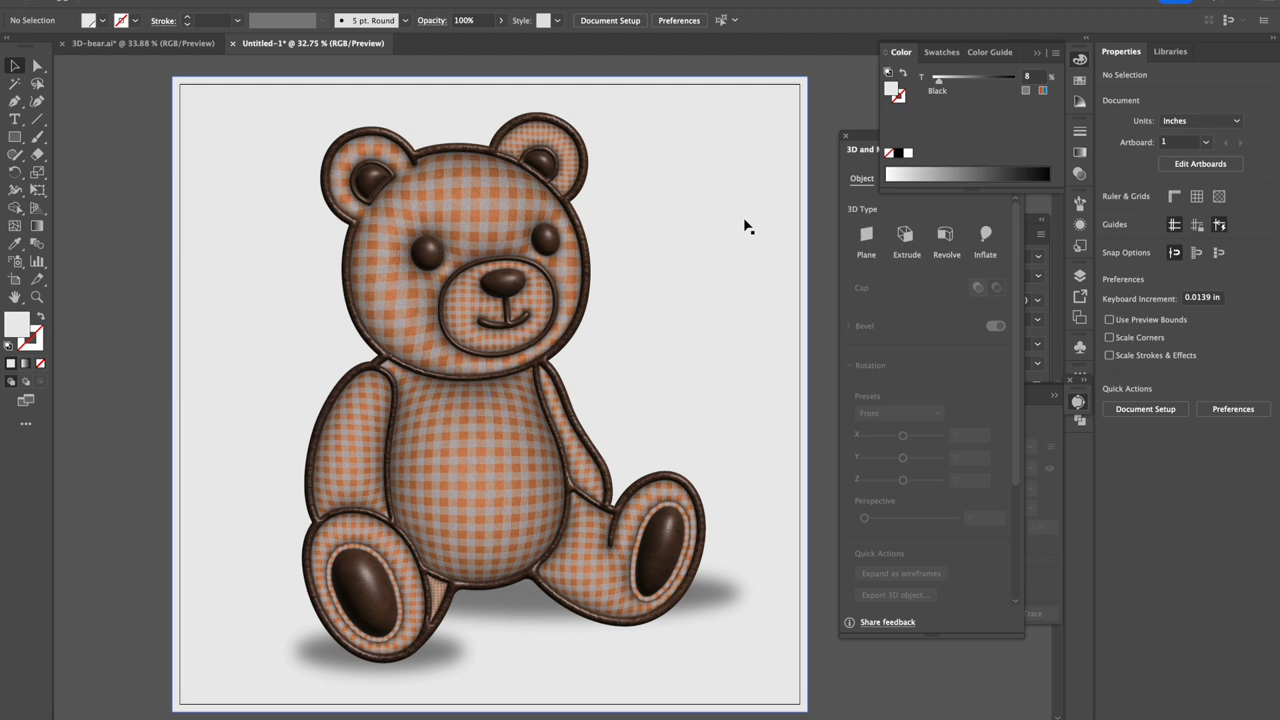 Stroke:
5 pt. Round
Opacity:
100%
Style:
Document Setup
Preferences
3D-bear.ai* @ 33.88 % (RGB/Preview)
Untitled-1* @ 32.75 % (RGB/Preview)
Color
Swatches
Color Guide
T
8
%
Black
3D and M
Object
3D Type
Plane
Extrude
Revolve
Inflate
Cap
Bevel
Rotation
Presets
Front
X
Y
Z
Perspective
Quick Actions
Expand as wireframes
Export 3D object...
Share feedback
Trace
Properties
Libraries
No Selection
Document
Units:
Inches
Artboard:
1
Edit Artboards
Ruler & Grids
Guides
Snap Options
Preferences
Keyboard Increment:
0.0139 in
Use Preview Bounds
Scale Corners
Scale Strokes & Effects
Quick Actions
Document Setup
Preferences